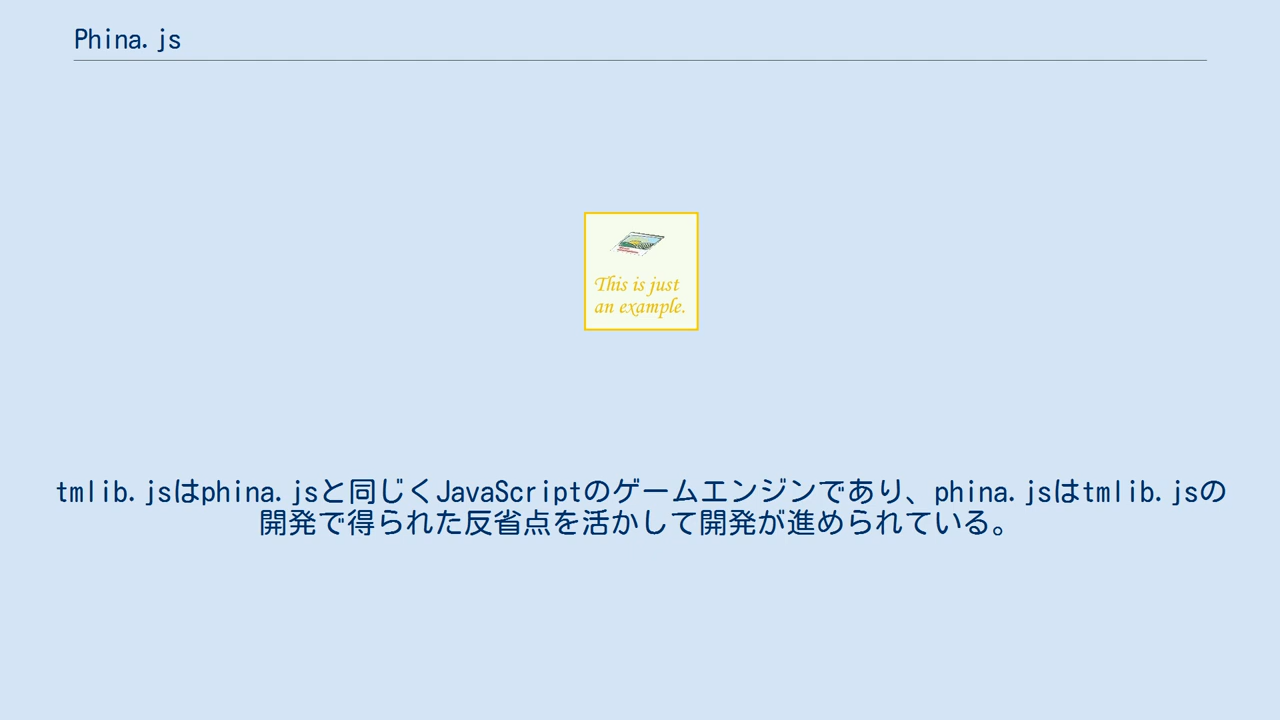 Phina.js
This is just
an example.
tmlib.jsはphina.jsと同じくJavaScriptのゲームエンジンであり、phina.jsはtmlib.jsの
開発で得られた反省点を活かして開発が進められている。